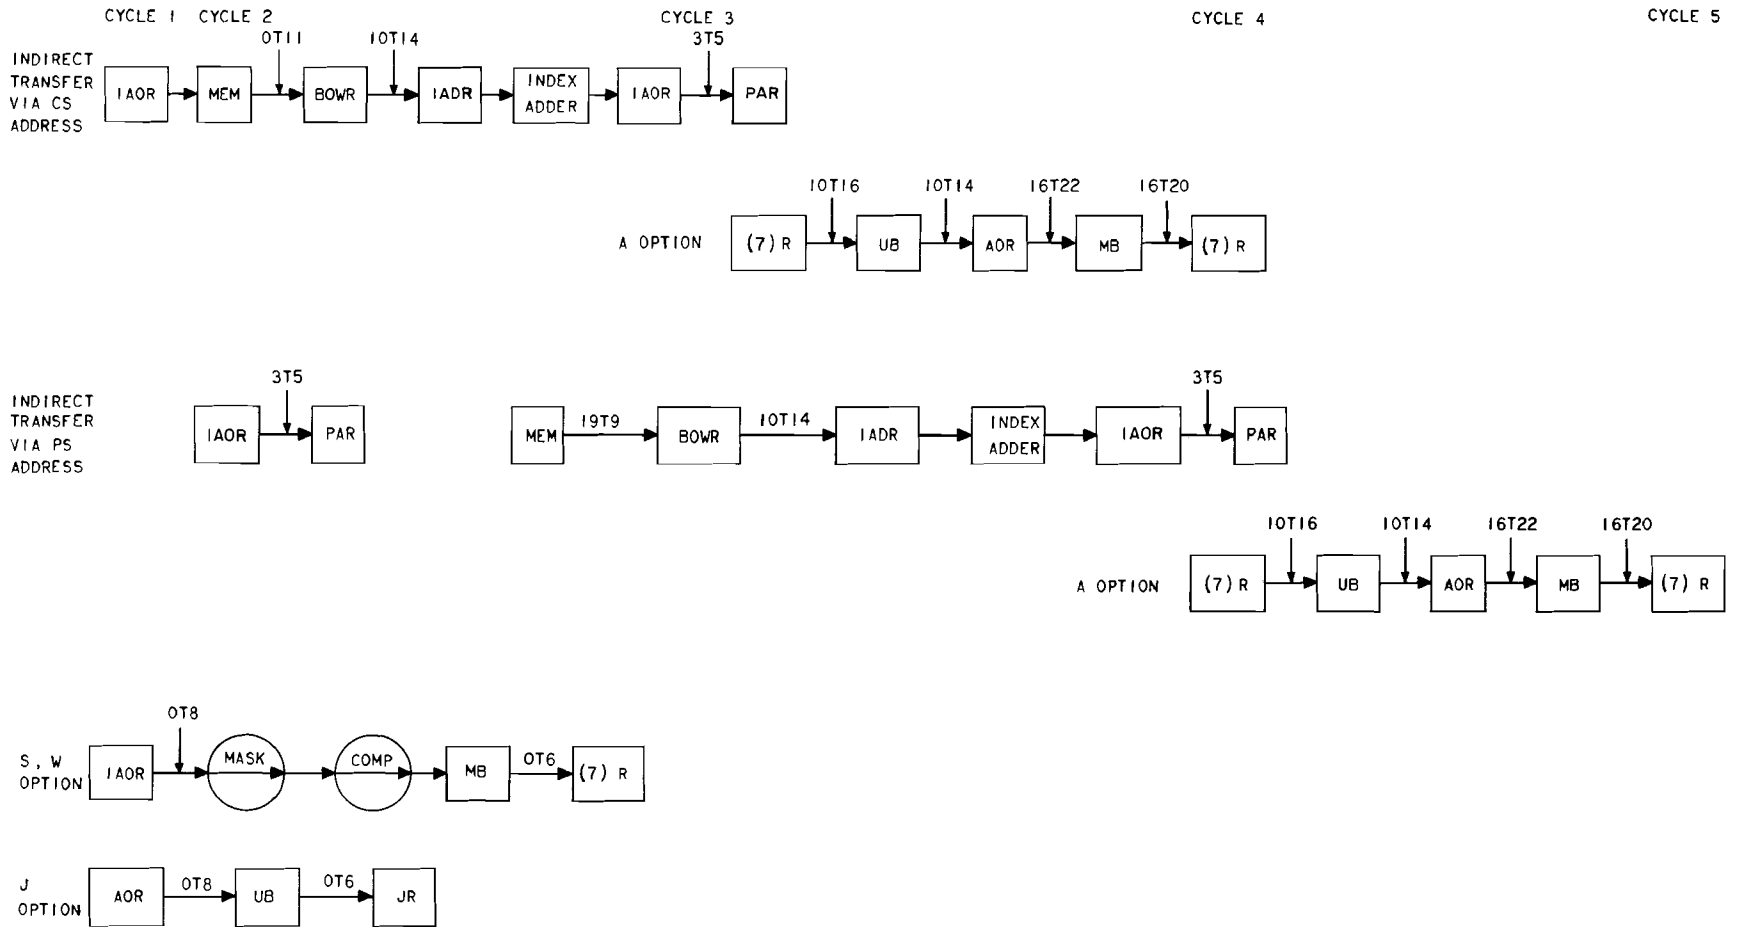 CYCLE 1 CYCLE 2 CYCLE 3 CYCLE 4 CYCLE 5
0T11 10T14 3T5
INDIRECT
TRANSFER
VIA CS
ADDRESS
IAOR MEM BOWR IADR INDEX ADDER IAOR PAR
10T16 10T14 16T22 16T20
A OPTION (7) R UB AOR MB (7) R
3T5 3T5
INDIRECT
TRANSFER
VIA PS
ADDRESS
IAOR PAR MEM 19T9 BOWR 10T14 IADR INDEX ADDER IAOR PAR
10T16 10T14 16T22 16T20
A OPTION (7) R UB AOR MB (7) R
0T8
S, W
OPTION
IAOR MASK COMP MB 0T6 (7) R
J
OPTION
AOR 0T8 UB 0T6 JR